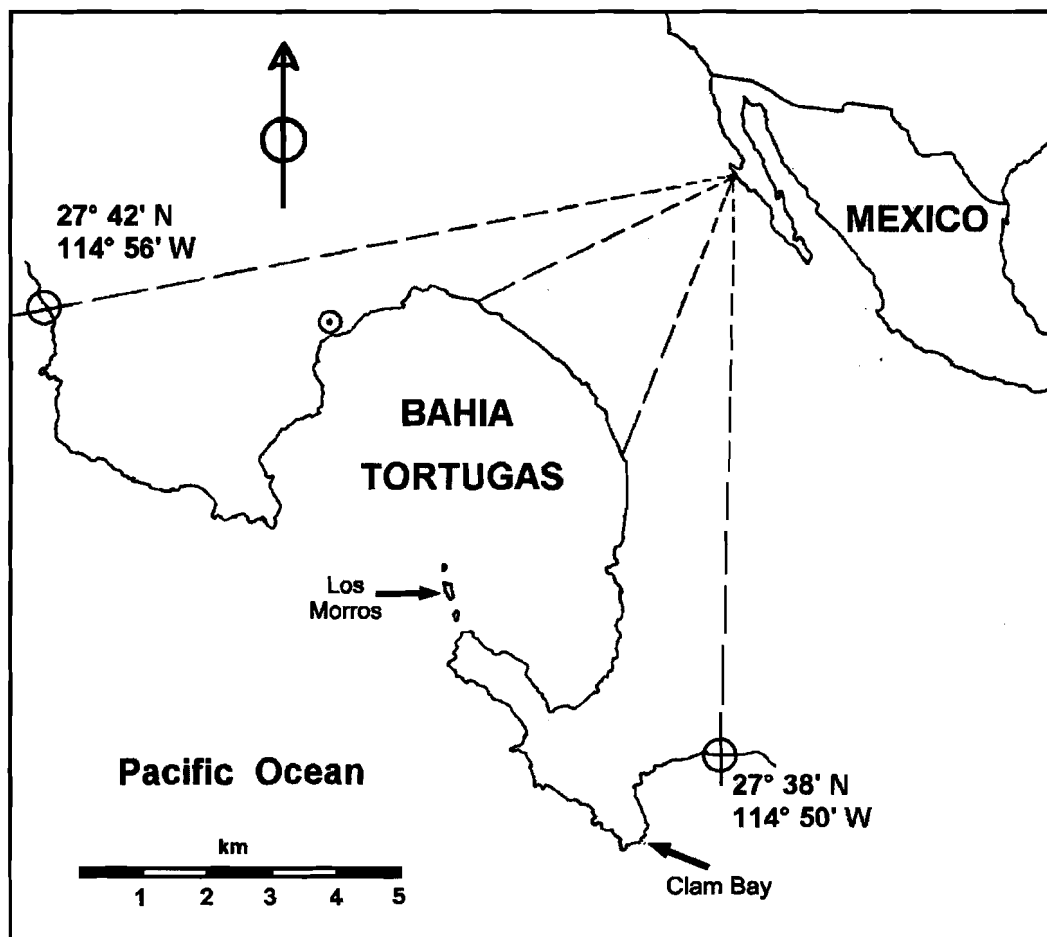 27° 42' N
114° 56' W
MEXICO
BAHIA
TORTUGAS
Los
Morros
Pacific Ocean
27° 38' N
114° 50' W
km
1 2 3 4 5
Clam Bay